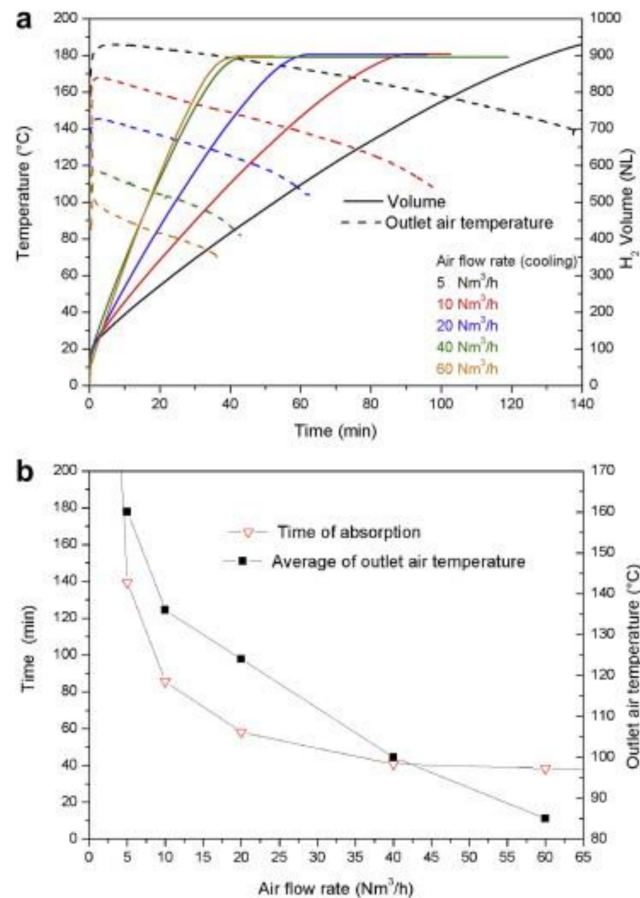 a
200
180
160
140
120
100
80
60
40
20
0
Temperature (°C)
1000
900
800
700
600
500
400
300
200
100
0
H2 Volume (NL)
Volume
Outlet air temperature
Air flow rate (cooling)
5 Nm³/h
10 Nm³/h
20 Nm³/h
40 Nm³/h
60 Nm³/h
0 20 40 60 80 100 120 140
Time (min)
b
200
180
160
140
120
100
80
60
40
20
0
Time (min)
170
160
150
140
130
120
110
100
90
80
Outlet air temperature (°C)
Time of absorption
Average of outlet air temperature
0 5 10 15 20 25 30 35 40 45 50 55 60 65
Air flow rate (Nm³/h)